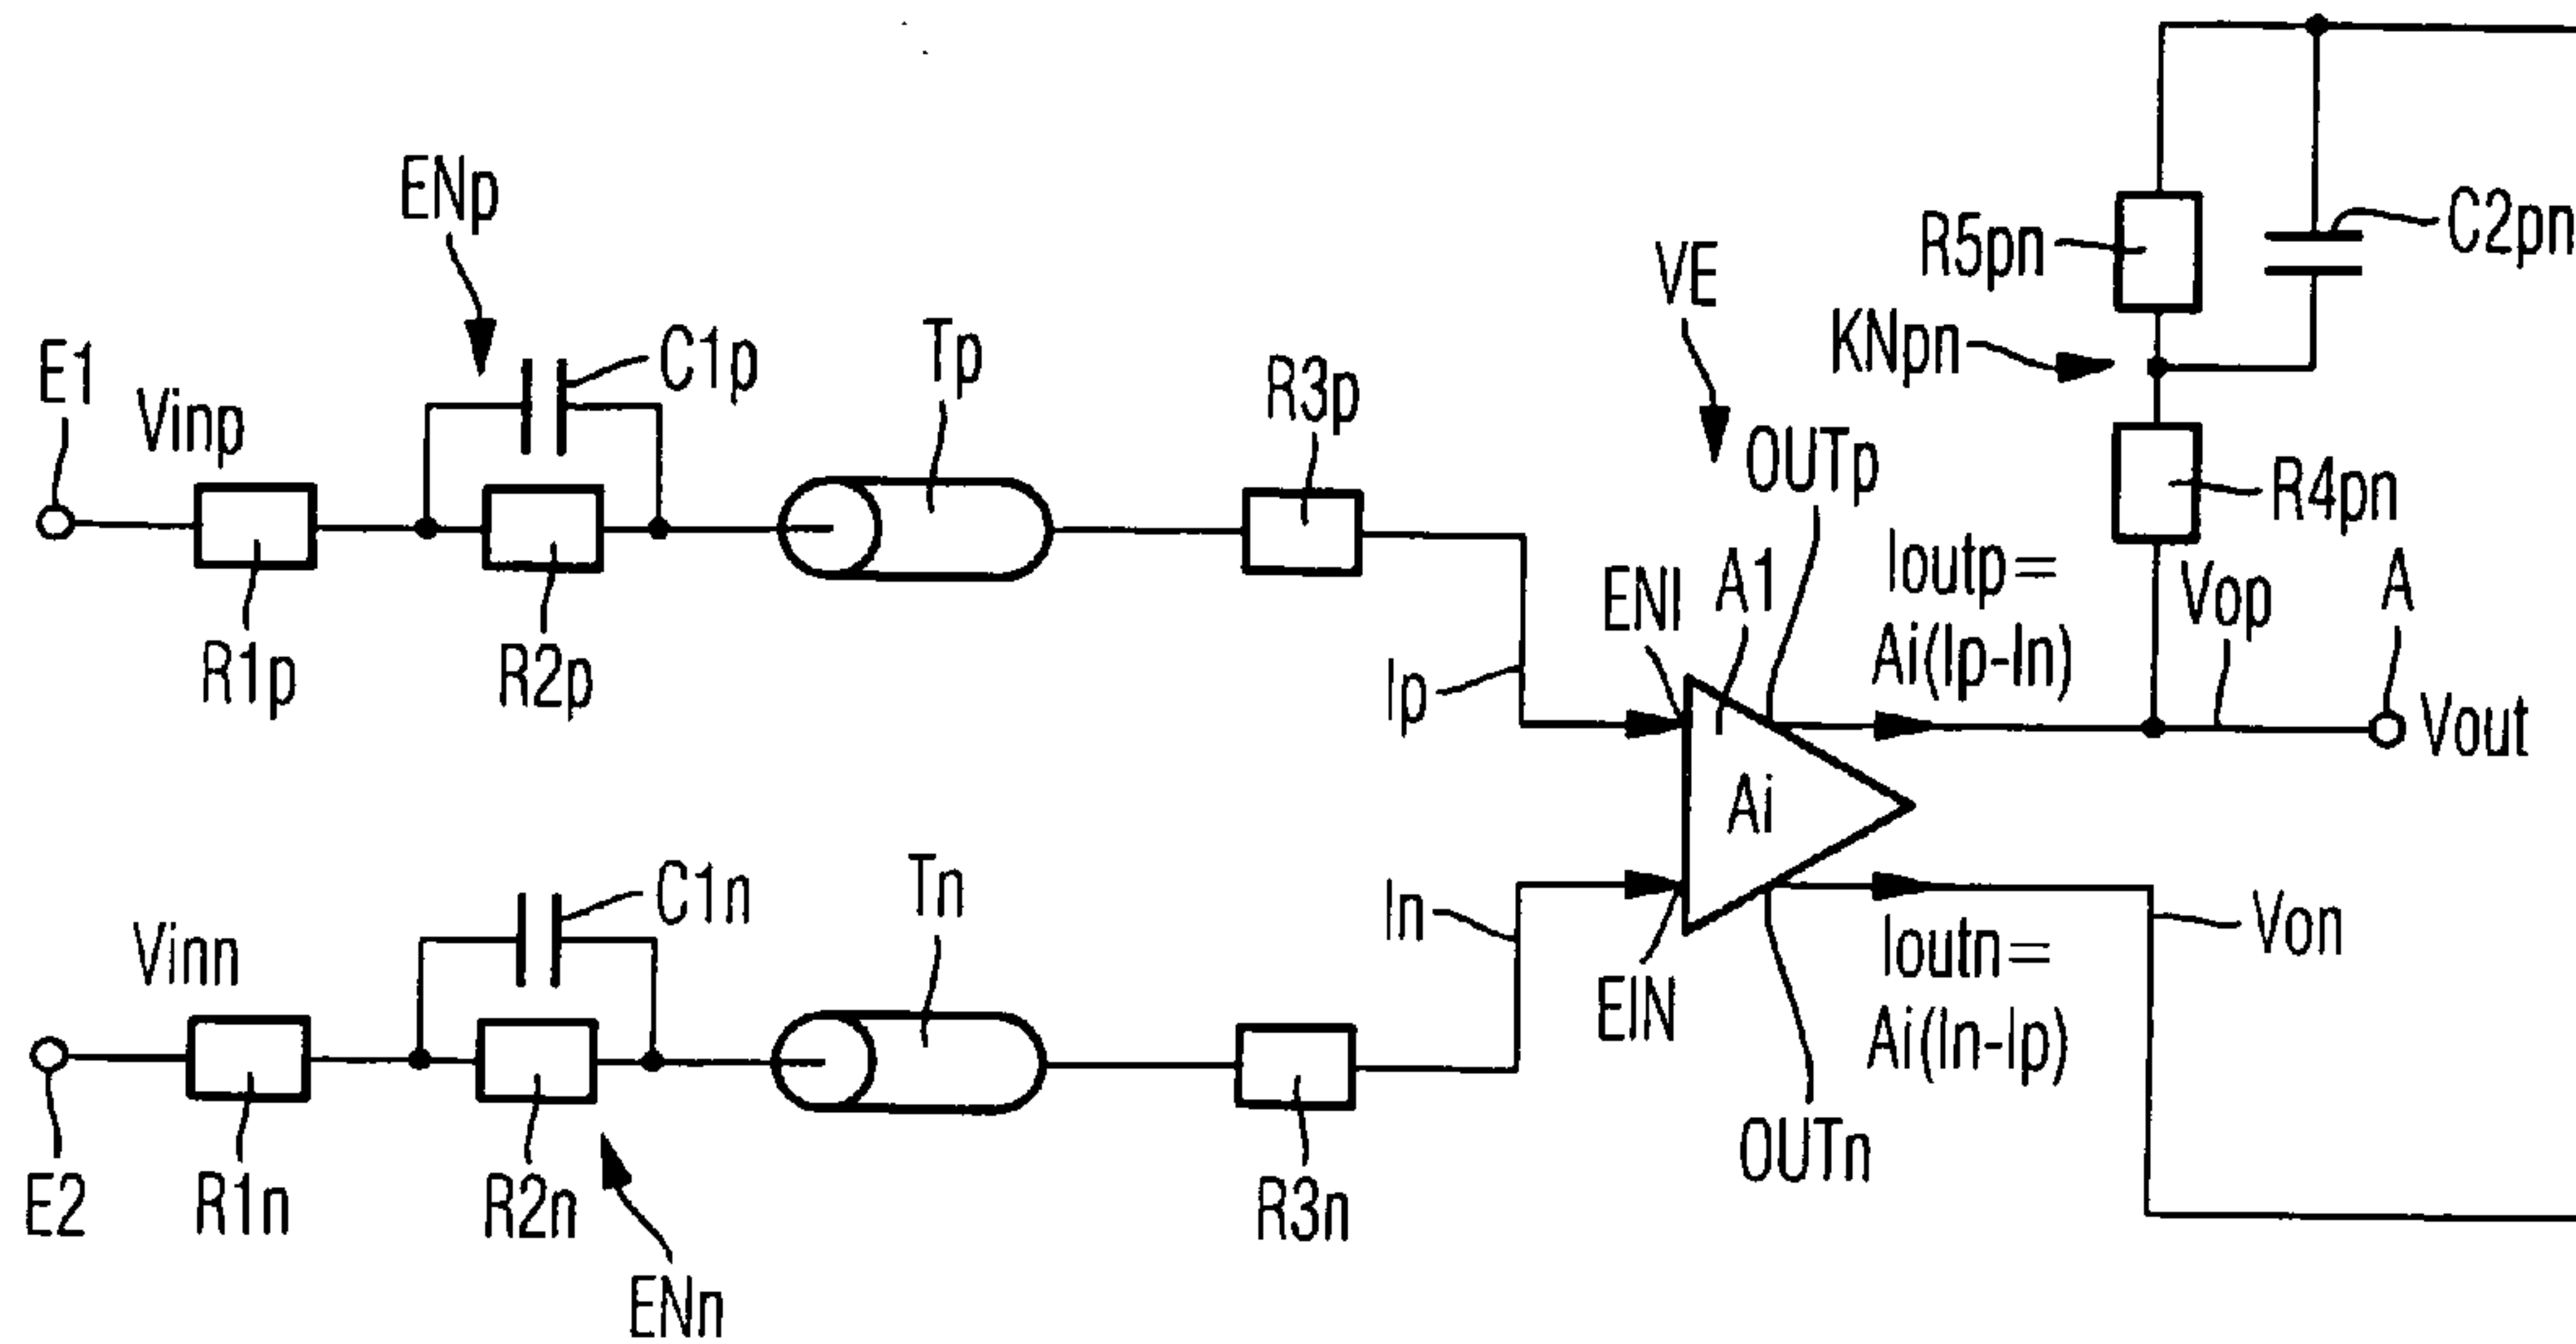 ENp
C1p
E1
Vinp
Tp
R3p
R1p
R2p
VE
R5pn
C2pn
KNpn
OUTp
R4pn
ENI
A1
Ioutp=
Ai(Ip-In)
Vop
A
Ip
Vout
Ai
Vinn
C1n
Tn
In
EIN
Ioutn=
Ai(In-Ip)
Von
OUTn
E2
R1n
R2n
R3n
ENn